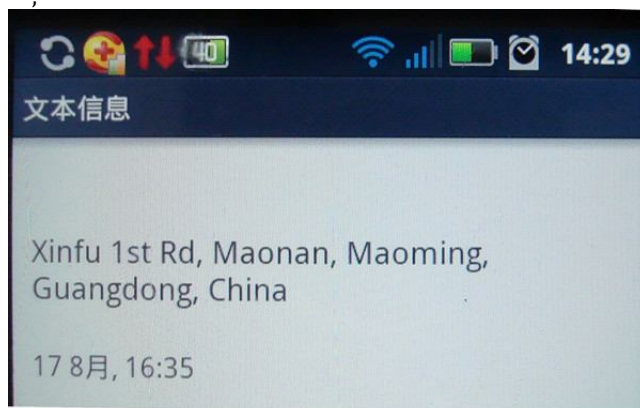 ,
40
14:29
文本信息
Xinfu 1st Rd, Maonan, Maoming,
Guangdong, China
17 8月, 16:35